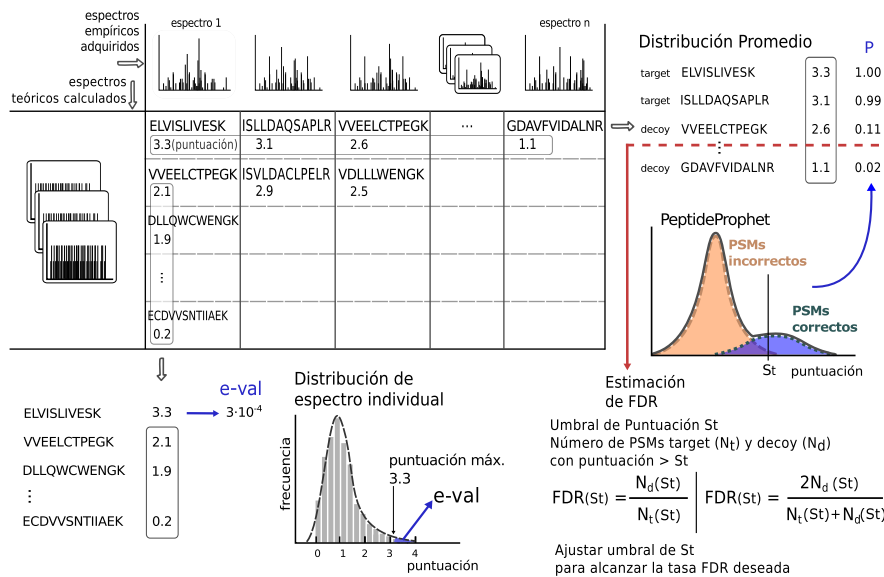 espectros
empíricos
adquiridos
espectros
teóricos calculados
espectro 1
espectro n
ELVISLIVESK ISLLDAQSAPLR VVEELCTPEGK ... GDAVFVIDALNR
3.3(puntuación) 3.1 2.6 1.1
VVEELCTPEGK ISVLDACLPELR VDLLLWENGK
2.1 2.9 2.5
DLLQWCWENGK
1.9
⋮
ECDVVSNTIIAEK
0.2
Distribución Promedio P
target ELVISLIVESK 3.3 1.00
target ISLLDAQSAPLR 3.1 0.99
decoy VVEELCTPEGK 2.6 0.11
⋮
decoy GDAVFVIDALNR 1.1 0.02
PeptideProphet
PSMs
incorrectos
PSMs
correctos
St puntuación
e-val
ELVISLIVESK 3.3 3·10⁻⁴
VVEELCTPEGK 2.1
DLLQWCWENGK 1.9
⋮
ECDVVSNTIIAEK 0.2
Distribución de
espectro individual
frecuencia
puntuación máx.
3.3
e-val
0 1 2 3 4
puntuación
Estimación
de FDR
Umbral de Puntuación St
Número de PSMs target (Nt) y decoy (Nd)
con puntuación > St
FDR(St) = Nd(St) / Nt(St) | FDR(St) = 2Nd (St) / Nt(St)+Nd(St)
Ajustar umbral de St
para alcanzar la tasa FDR deseada